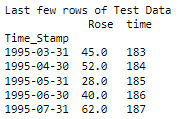 Last few rows of Test Data
Rose time
Time_Stamp
1995-03-31 45.0 183
1995-04-30 52.0 184
1995-05-31 28.0 185
1995-06-30 40.0 186
1995-07-31 62.0 187